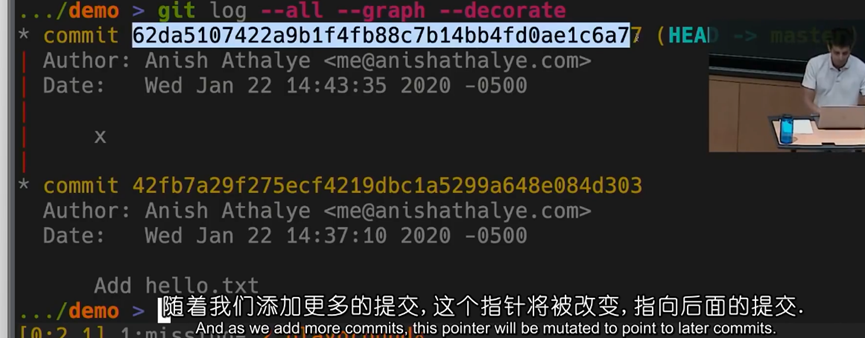 .../demo > git log --all --graph --decorate
* commit 62da5107422a9b1f4fb88c7b14bb4fd0ae1c6a77 (HEAD -> master)
| Author: Anish Athalye <me@anishathalye.com>
| Date:   Wed Jan 22 14:43:35 2020 -0500
|
|     x
|
* commit 42fb7a29f275ecf4219dbc1a5299a648e084d303
Author: Anish Athalye <me@anishathalye.com>
Date:   Wed Jan 22 14:37:10 2020 -0500
Add hello.txt
.../demo >
随着我们添加更多的提交, 这个指针将被改变, 指向后面的提交.
And as we add more commits, this pointer will be mutated to point to later commits.